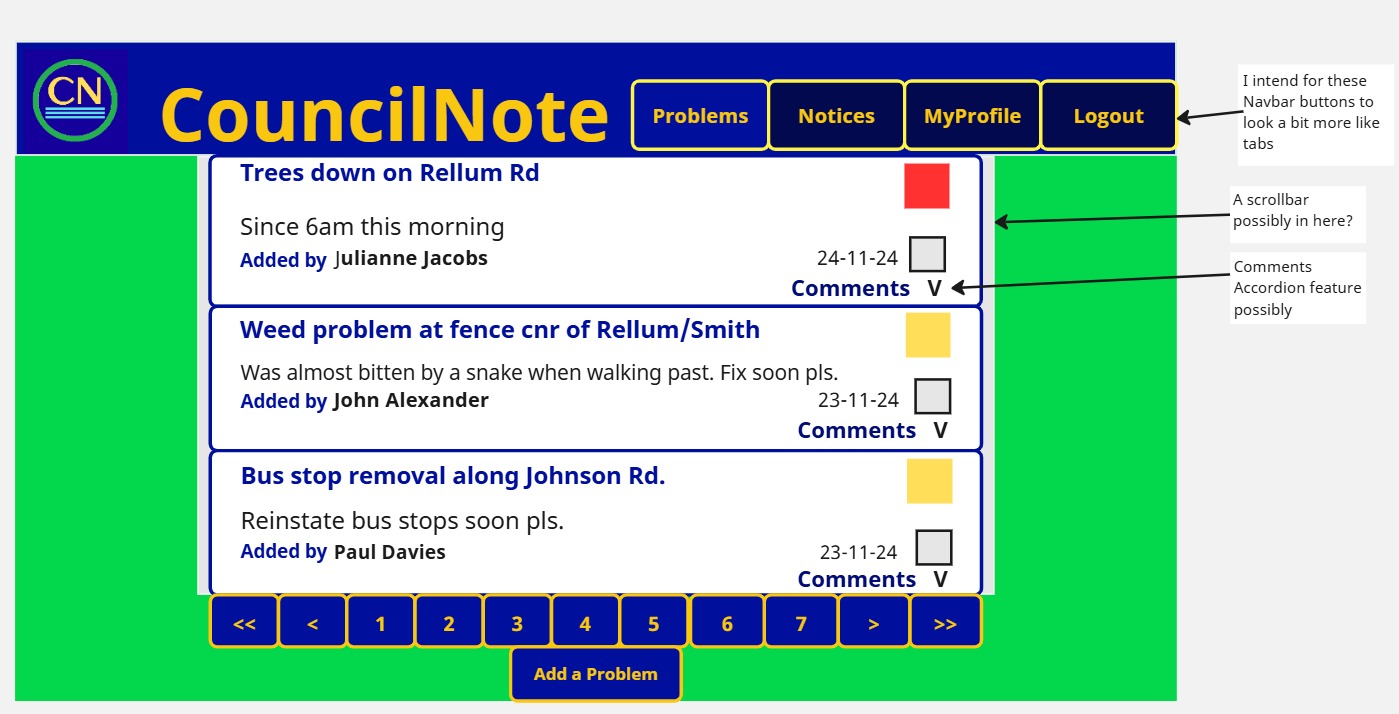 CN
CouncilNote
Problems
Notices
MyProfile
Logout
I intend for these
Navbar buttons to
look a bit more like
tabs
Trees down on Rellum Rd
Since 6am this morning
Added by Julianne Jacobs
24-11-24
Comments V
A scrollbar
possibly in here?
Comments
Accordion feature
possibly
Weed problem at fence cnr of Rellum/Smith
Was almost bitten by a snake when walking past. Fix soon pls.
Added by John Alexander
23-11-24
Comments V
Bus stop removal along Johnson Rd.
Reinstate bus stops soon pls.
Added by Paul Davies
23-11-24
Comments V
<< < 1 2 3 4 5 6 7 > >>
Add a Problem